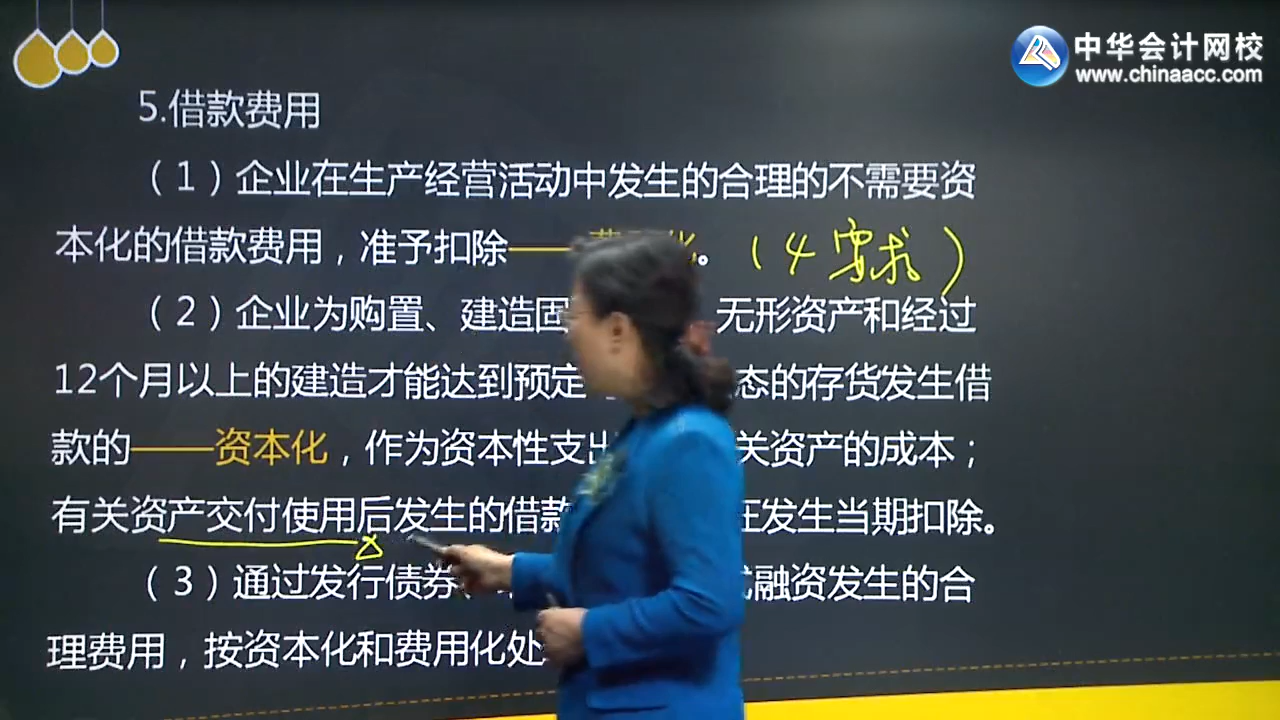 中华会计网校
www.chinaacc.com
5.借款费用
（1）企业在生产经营活动中发生的合理的不需要资
本化的借款费用，准予扣除——化。（4 要求）
（2）企业为购置、建造固 无形资产和经过
12个月以上的建造才能达到预定 态的存货发生借
款的——资本化，作为资本性支出 关资产的成本；
有关资产交付使用后发生的借款 在发生当期扣除。
（3）通过发行债券、 式融资发生的合
理费用，按资本化和费用化处